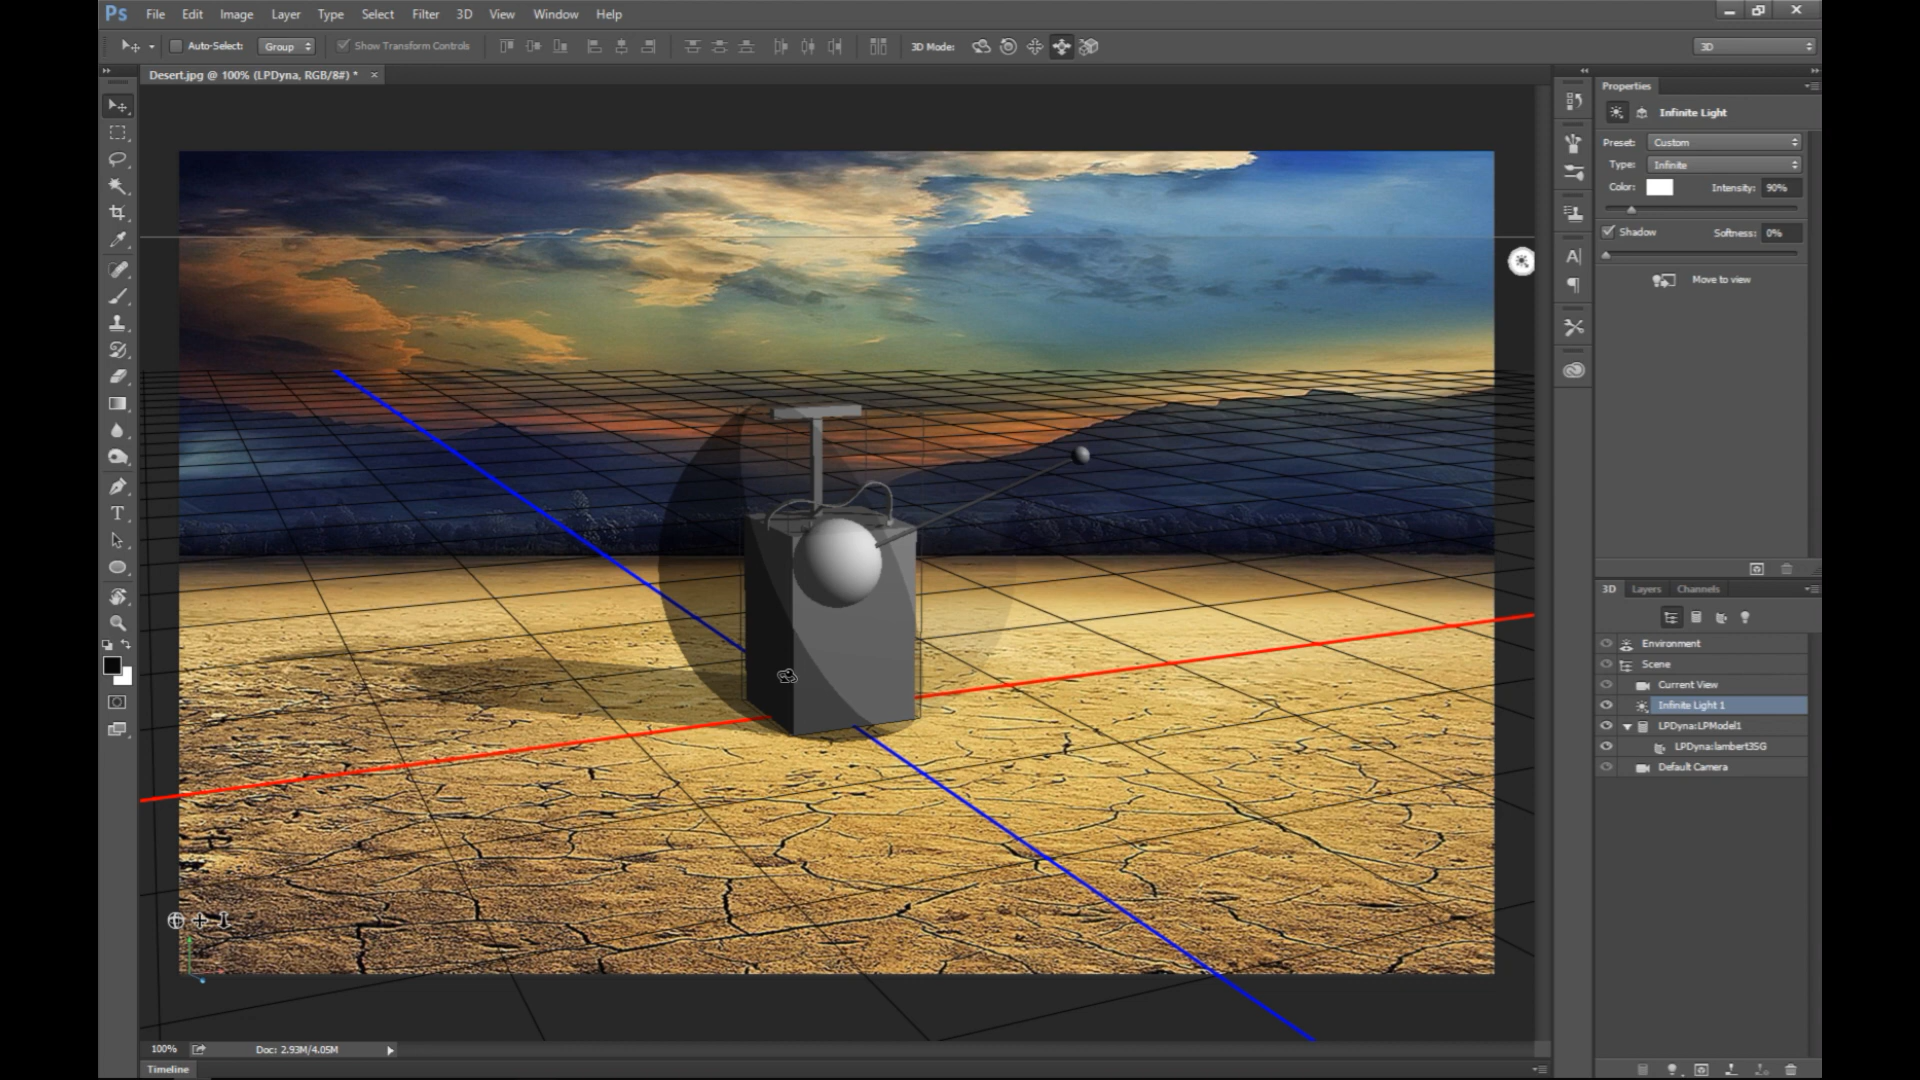 Ps File Edit Image Layer Type Select Filter 3D View Window Help
Auto-Select: Group Show Transform Controls 3D Mode: 3D
Desert.jpg @ 100% (LPDyna, RGB/8#) * ×
Properties
Infinite Light
Preset: Custom
Type: Infinite
Color: Intensity: 90%
Shadow Softness: 0%
Move to view
3D Layers Channels
Environment
Scene
Current View
Infinite Light 1
LPDyna:LPModel1
LPDyna:lambert3SG
Default Camera
100% Doc: 2.93M/4.05M
Timeline